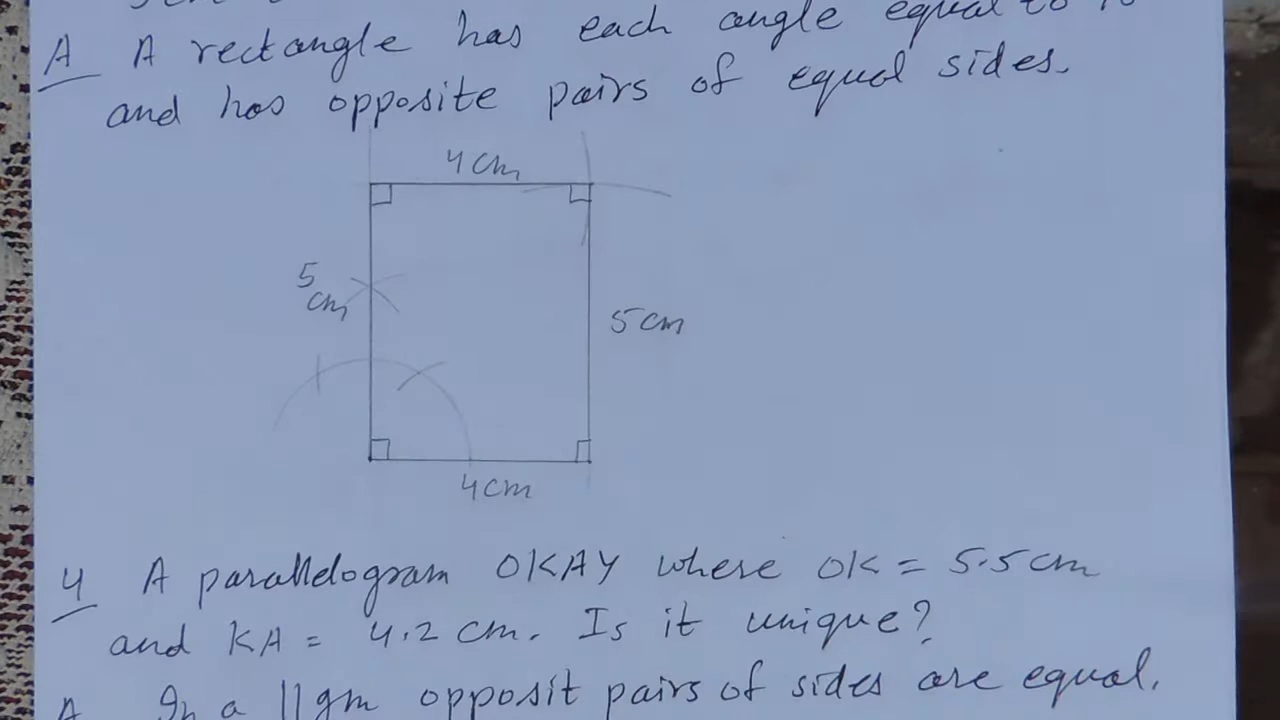 A A rectangle has each angle equal to
and has opposite pairs of equal sides.
4 cm
5
cm
5 cm
4 cm
4 A parallelogram OKAY where OK = 5.5 cm
and KA = 4.2 cm. Is it unique?
A In a ||gm opposit pairs of sides are equal.